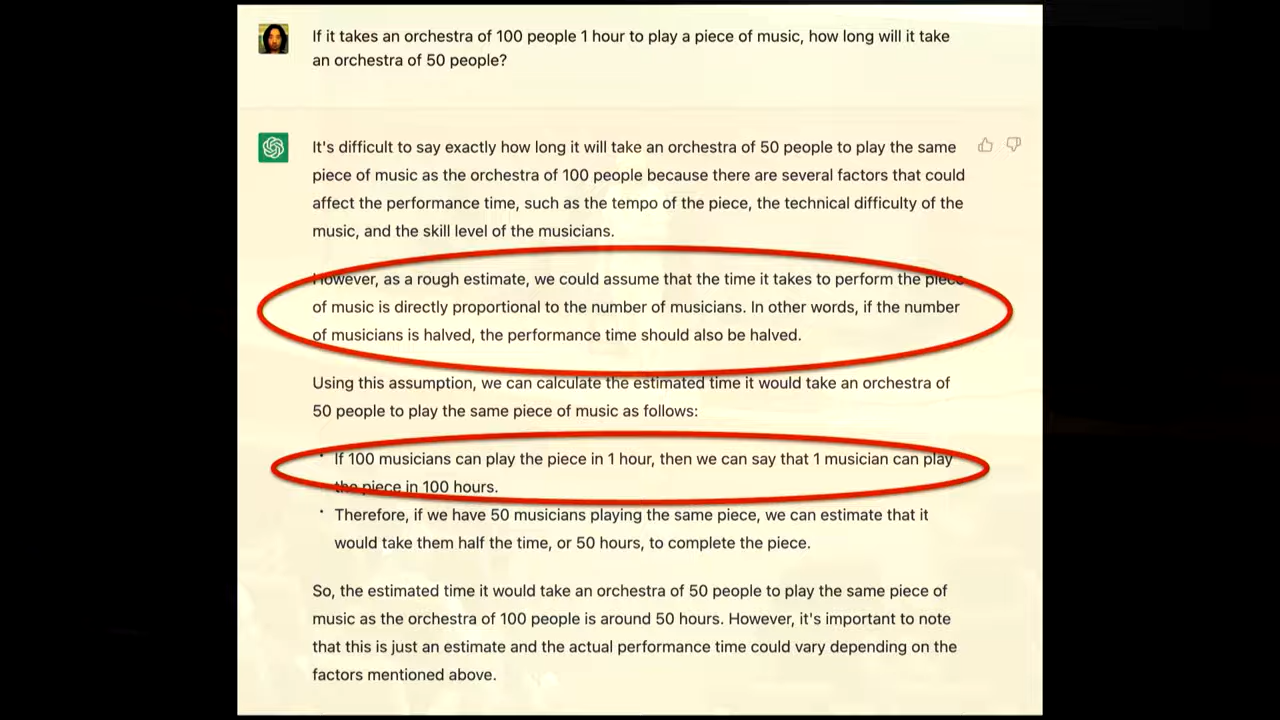 If it takes an orchestra of 100 people 1 hour to play a piece of music, how long will it take
an orchestra of 50 people?
It's difficult to say exactly how long it will take an orchestra of 50 people to play the same
piece of music as the orchestra of 100 people because there are several factors that could
affect the performance time, such as the tempo of the piece, the technical difficulty of the
music, and the skill level of the musicians.
However, as a rough estimate, we could assume that the time it takes to perform the piece
of music is directly proportional to the number of musicians. In other words, if the number
of musicians is halved, the performance time should also be halved.
Using this assumption, we can calculate the estimated time it would take an orchestra of
50 people to play the same piece of music as follows:
• If 100 musicians can play the piece in 1 hour, then we can say that 1 musician can play
the piece in 100 hours.
• Therefore, if we have 50 musicians playing the same piece, we can estimate that it
would take them half the time, or 50 hours, to complete the piece.
So, the estimated time it would take an orchestra of 50 people to play the same piece of
music as the orchestra of 100 people is around 50 hours. However, it's important to note
that this is just an estimate and the actual performance time could vary depending on the
factors mentioned above.